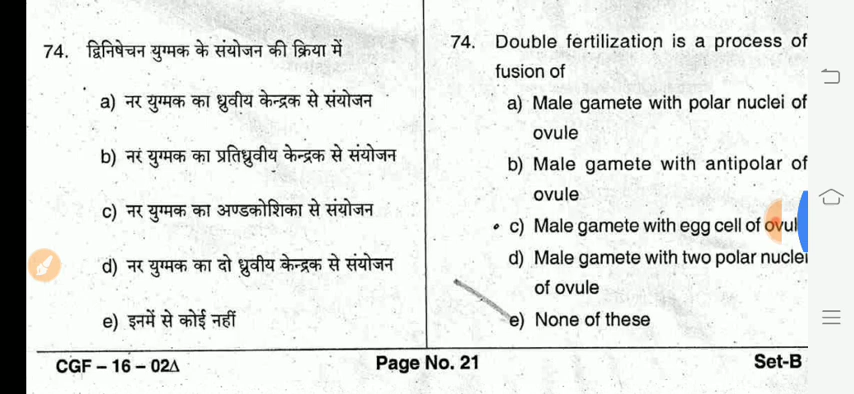 74. द्विनिषेचन युग्मक के संयोजन की क्रिया में
a) नर युग्मक का ध्रुवीय केन्द्रक से संयोजन
b) नर युग्मक का प्रतिध्रुवीय केन्द्रक से संयोजन
c) नर युग्मक का अण्डकोशिका से संयोजन
d) नर युग्मक का दो ध्रुवीय केन्द्रक से संयोजन
e) इनमें से कोई नहीं
74. Double fertilization is a process of
fusion of
a) Male gamete with polar nuclei of
ovule
b) Male gamete with antipolar of
ovule
c) Male gamete with egg cell of ovul
d) Male gamete with two polar nuclei
of ovule
e) None of these
CGF – 16 – 02∆ Page No. 21 Set-B